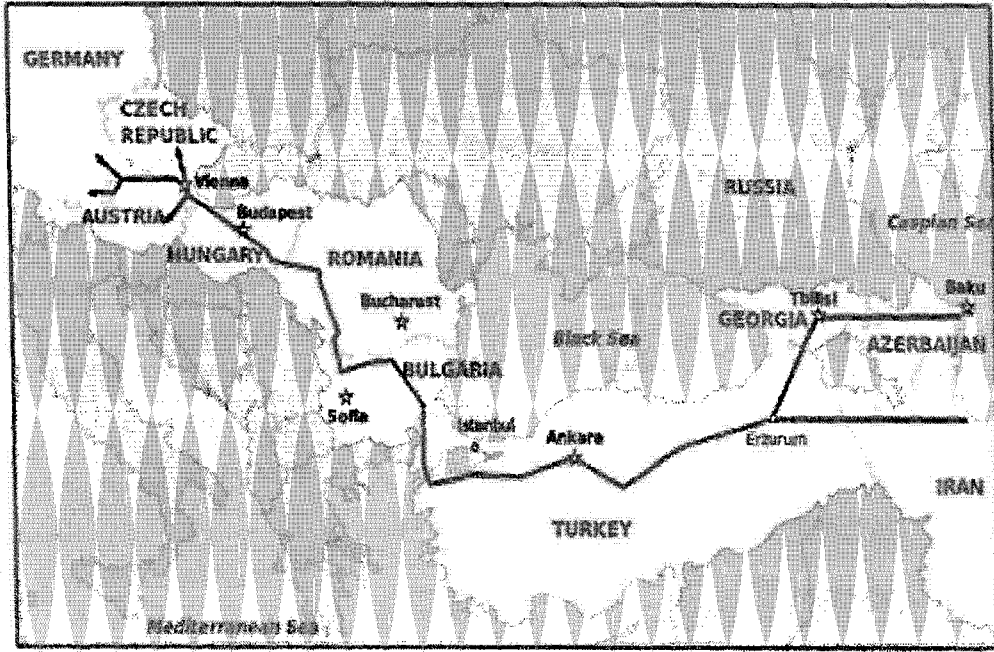 GERMANY
CZECH
REPUBLIC
Vienna
AUSTRIA
Budapest
HUNGARY
ROMANIA
Bucharest
BULGARIA
Sofia
Istanbul
Ankara
TURKEY
Black Sea
RUSSIA
Caspian Sea
Tbilisi
GEORGIA
Baku
AZERBAIJAN
Erzurum
IRAN
Mediterranean Sea